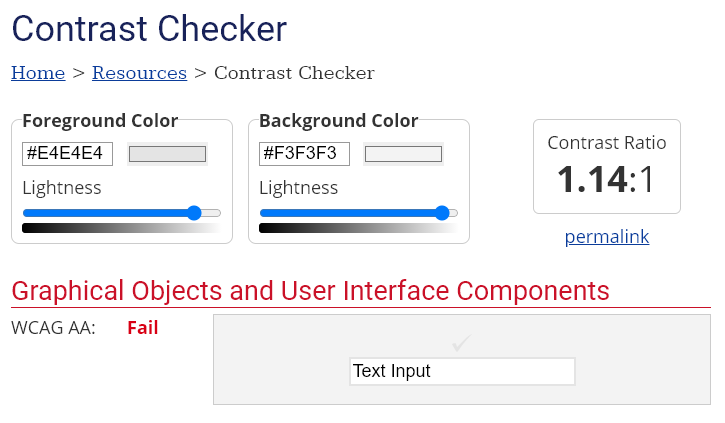 Contrast Checker
Home > Resources > Contrast Checker
Foreground Color
#E4E4E4
Lightness
Background Color
#F3F3F3
Lightness
Contrast Ratio
1.14:1
permalink
Graphical Objects and User Interface Components
WCAG AA: Fail
Text Input